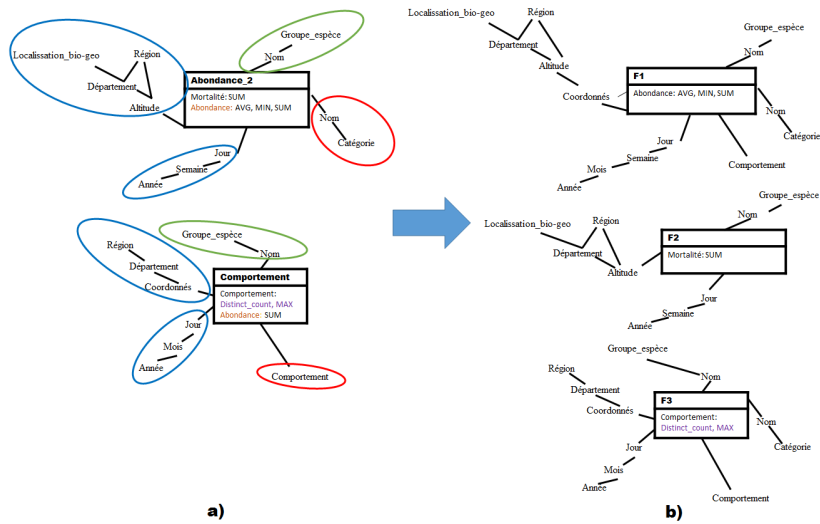 Groupe_espèce
Nom
Localissation_bio-geo
Région
Département
Altitude
Abondance_2
Mortalité: SUM
Abondance: AVG, MIN, SUM
Nom
Catégorie
Jour
Semaine
Année
Groupe_espèce
Nom
Région
Département
Coordonnés
Comportement
Comportement:
Distinct_count, MAX
Abondance: SUM
Jour
Mois
Année
Comportement
a)
Localissation_bio-geo
Région
Département
Altitude
Coordonnés
Groupe_espèce
Nom
F1
Abondance: AVG, MIN, SUM
Nom
Catégorie
Jour
Semaine
Mois
Année
Comportement
Groupe_espèce
Nom
Localissation_bio-geo
Région
Département
Altitude
F2
Mortalité: SUM
Jour
Semaine
Année
Groupe_espèce
Nom
Région
Département
Coordonnés
F3
Comportement:
Distinct_count, MAX
Nom
Catégorie
Jour
Mois
Année
Comportement
b)